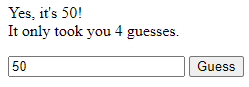 Yes, it's 50!
It only took you 4 guesses.
50 Guess